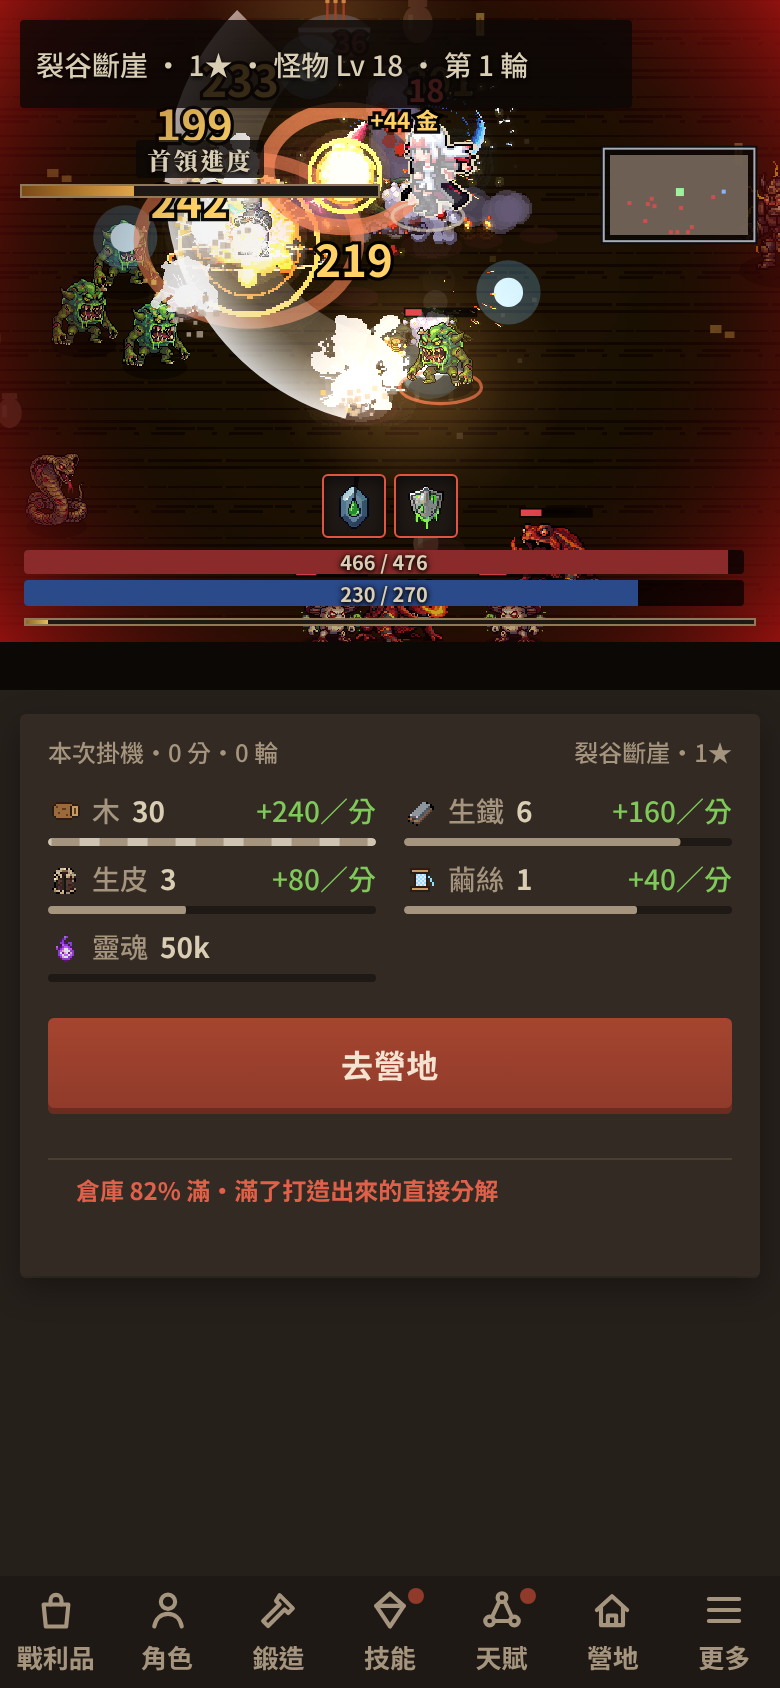 裂谷斷崖 • 1★ • 怪物 Lv 18 • 第 1 輪
36
233
18
+44 金
199
首領進度
242
219
466 / 476
230 / 270
本次掛機•0 分•0 輪
裂谷斷崖•1★
木 30 +240／分
生鐵 6 +160／分
生皮 3 +80／分
繭絲 1 +40／分
靈魂 50k
去營地
倉庫 82% 滿•滿了打造出來的直接分解
戰利品 角色 鍛造 技能 天賦 營地 更多